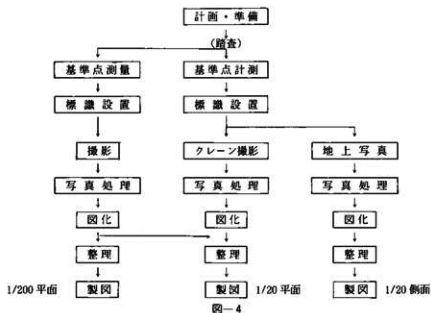 計画・準備
(踏査)
基準点測量 基準点計測
標識設置 標識設置
撮影 クレーン撮影 地上写真
写真処理 写真処理 写真処理
図化 図化 図化
整理 整理 整理
1/200 平面 製図 製図 1/20 平面 製図 1/20 側面
図－4